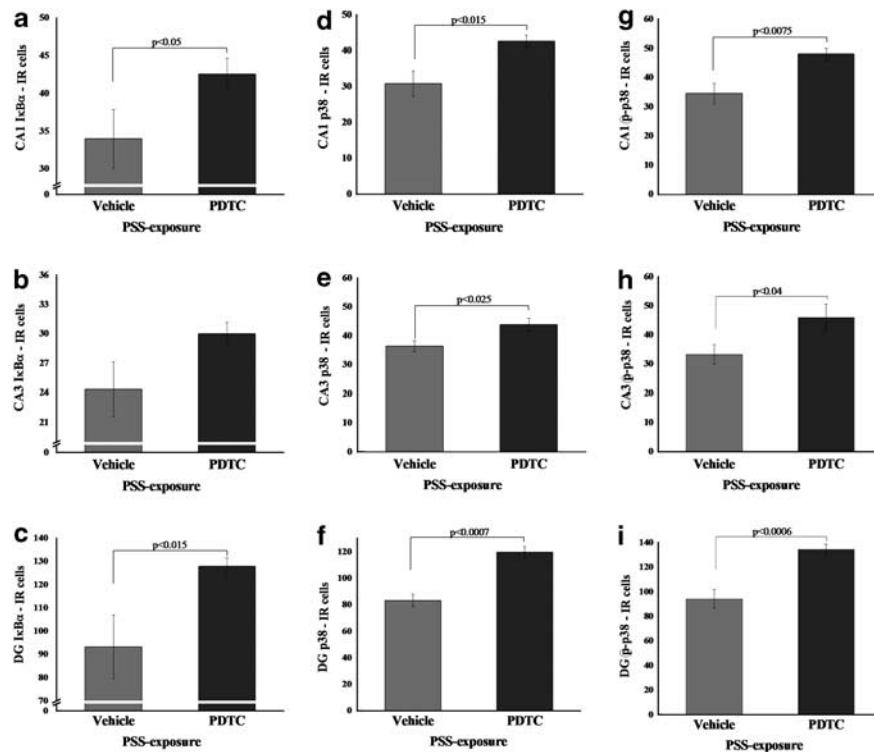 a
CA1 IκBα - IR cells
45
40
35
30
0
p<0.05
Vehicle PDTC
PSS-exposure
d
CA1 p38 - IR cells
50
40
30
20
10
0
p<0.015
Vehicle PDTC
PSS-exposure
g
CA1/p-p38 - IR cells
60
50
40
30
20
10
0
p<0.0075
Vehicle PDTC
PSS-exposure
b
CA3 IκBα - IR cells
36
33
30
27
24
21
0
Vehicle PDTC
PSS-exposure
e
CA3 p38 - IR cells
60
50
40
30
20
10
0
p<0.025
Vehicle PDTC
PSS-exposure
h
CA3/p-p38 - IR cells
60
50
40
30
20
10
0
p<0.04
Vehicle PDTC
PSS-exposure
c
DG IκBα - IR cells
140
130
120
110
100
90
80
70
0
p<0.015
Vehicle PDTC
PSS-exposure
f
DG p38 - IR cells
120
100
80
60
40
20
0
p<0.0007
Vehicle PDTC
PSS-exposure
i
DG/p-p38 - IR cells
140
120
100
80
60
40
20
0
p<0.0006
Vehicle PDTC
PSS-exposure